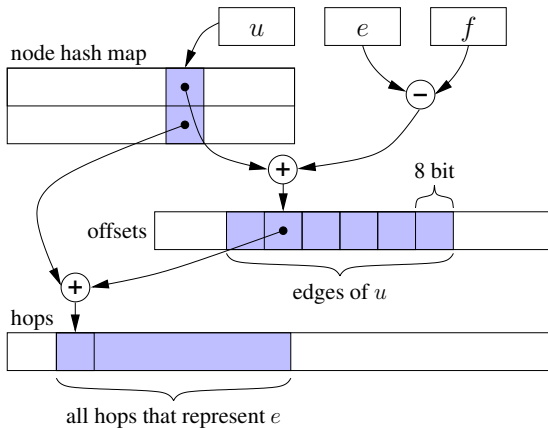 u
e
f
node hash map
−
+
8 bit
offsets
edges of u
+
hops
all hops that represent e